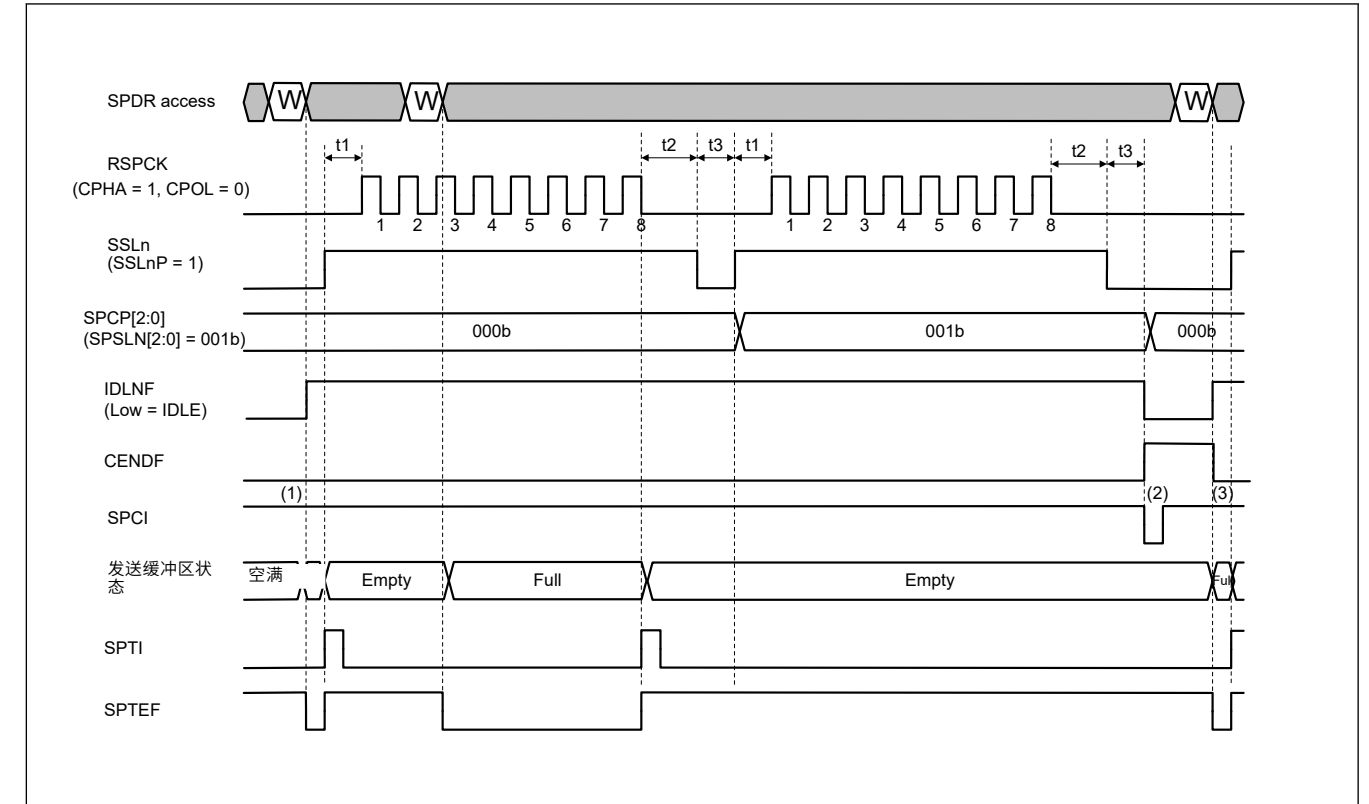 SPDR access
W
W
W
RSPCK
(CPHA = 1, CPOL = 0)
t1
t2
t3
t1
t2
t3
1 2 3 4 5 6 7 8
1 2 3 4 5 6 7 8
SSLn
(SSLnP = 1)
SPCP[2:0]
(SPSLN[2:0] = 001b)
000b
001b
000b
IDLNF
(Low = IDLE)
CENDF
(1)
(2)
(3)
SPCI
发送缓冲区状
态
空满
Empty
Full
Empty
Full
SPTI
SPTEF